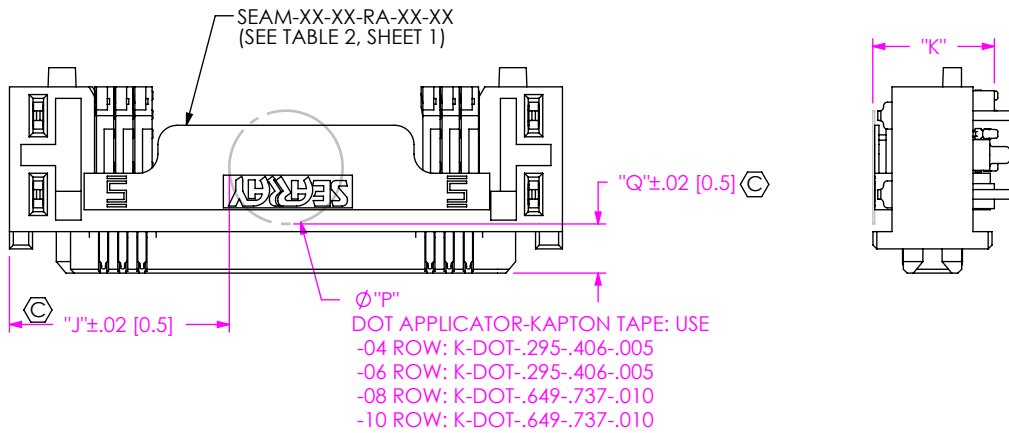 SEAM-XX-XX-RA-XX-XX
(SEE TABLE 2, SHEET 1)
"K"
SEARAY
"Q"±.02 [0.5] C
C
"J"±.02 [0.5]
Ø"P"
DOT APPLICATOR-KAPTON TAPE: USE
-04 ROW: K-DOT-.295-.406-.005
-06 ROW: K-DOT-.295-.406-.005
-08 ROW: K-DOT-.649-.737-.010
-10 ROW: K-DOT-.649-.737-.010